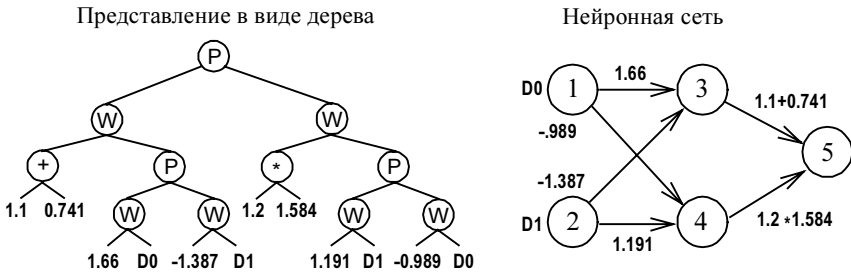 Представление в виде дерева
P
W W
+ P * P
1.1 0.741 W W 1.2 1.584 W W
1.66 D0 -1.387 D1 1.191 D1 -0.989 D0
Нейронная сеть
D0 1 1.66 3
1.1+0.741
-.989
5
-1.387
D1 2 1.191 4 1.2 *1.584